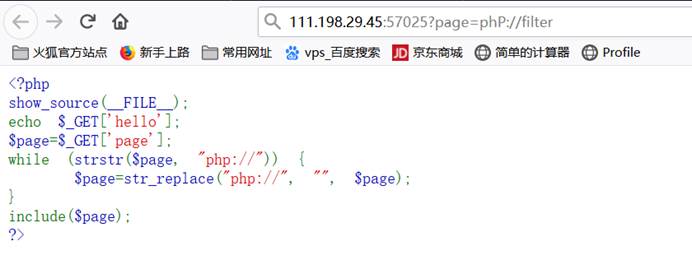 111.198.29.45:57025?page=phP://filter
火狐官方站点 新手上路 常用网址 vps_百度搜索 JD 京东商城 简单的计算器 Profile
<?php
show_source(__FILE__);
echo $_GET['hello'];
$page=$_GET['page'];
while (strstr($page, "php://")) {
$page=str_replace("php://", "", $page);
}
include($page);
?>